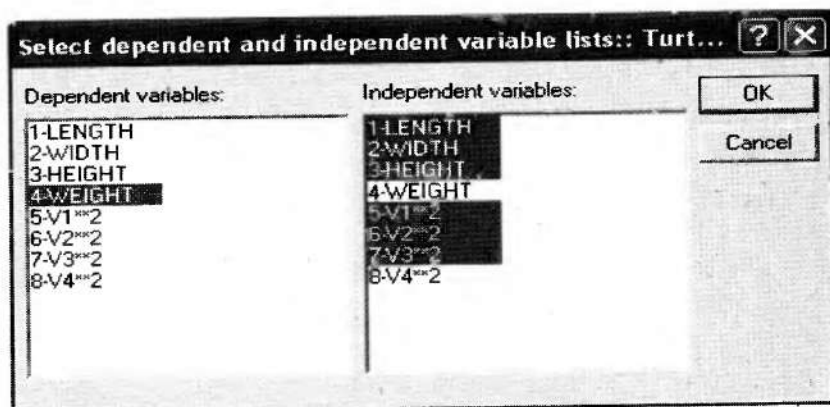 Select dependent and independent variable lists:: Turt...
Dependent variables:
1-LENGTH
2-WIDTH
3-HEIGHT
4-WEIGHT
5-V1**2
6-V2**2
7-V3**2
8-V4**2
Independent variables:
1-LENGTH
2-WIDTH
3-HEIGHT
4-WEIGHT
5-V1**2
6-V2**2
7-V3**2
8-V4**2
OK
Cancel